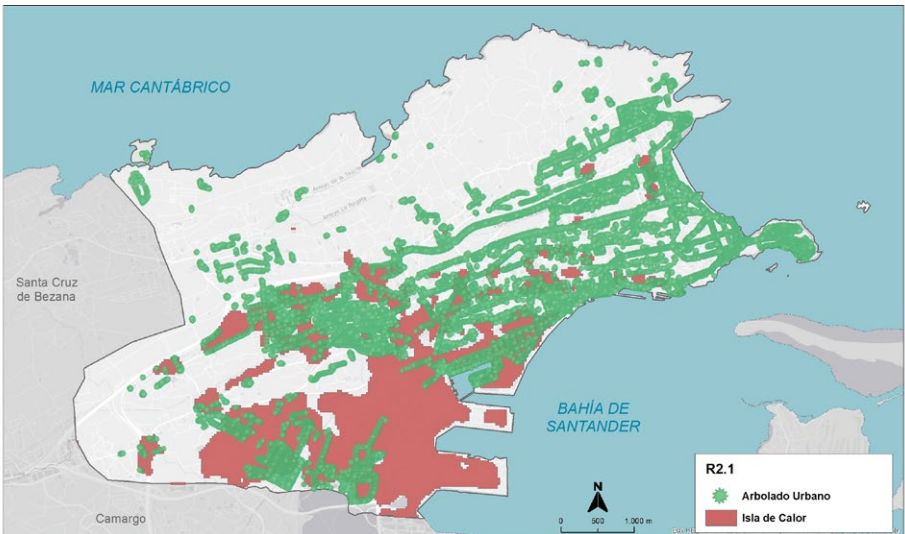 MAR CANTÁBRICO
Santa Cruz
de Bezana
BAHÍA DE
SANTANDER
Camargo
N
0 500 1.000 m
R2.1
Arbolado Urbano
Isla de Calor